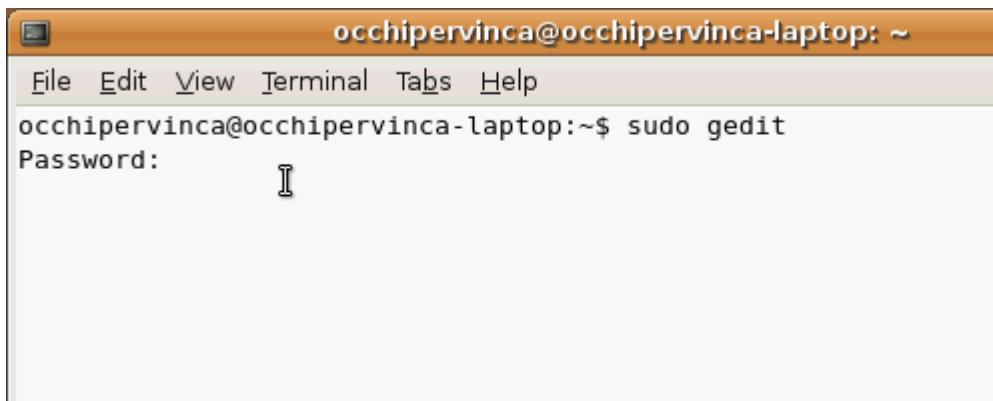 occhipervinca@occhipervinca-laptop: ~
File Edit View Terminal Tabs Help
occhipervinca@occhipervinca-laptop:~$ sudo gedit
Password: